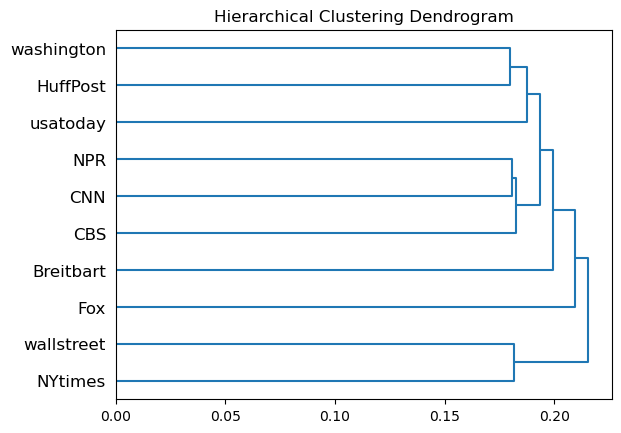 Hierarchical Clustering Dendrogram
washington
HuffPost
usatoday
NPR
CNN
CBS
Breitbart
Fox
wallstreet
NYtimes
0.00 0.05 0.10 0.15 0.20